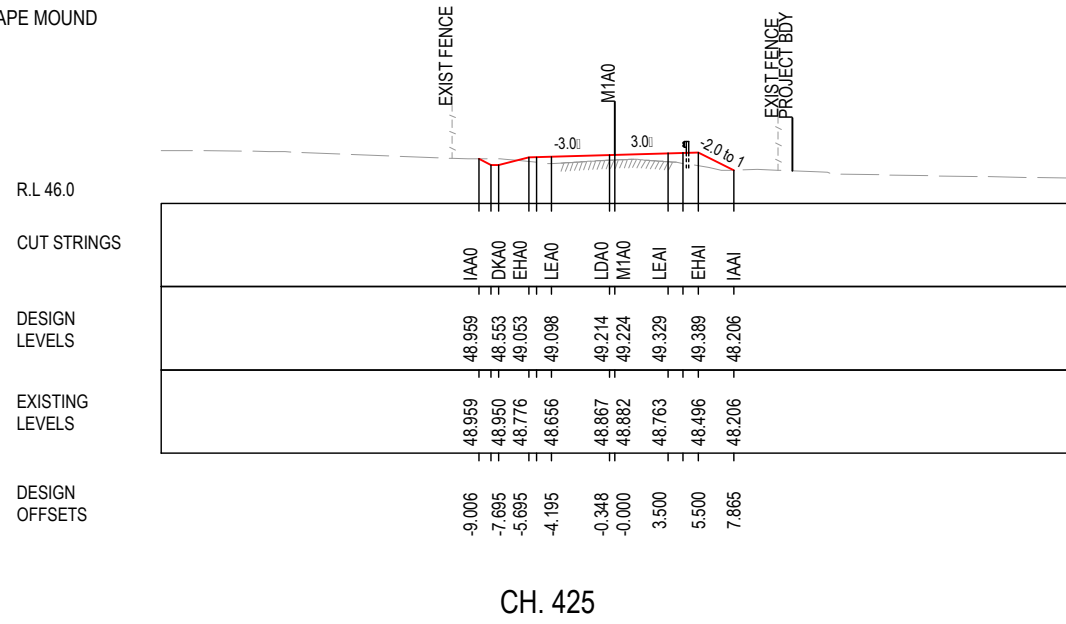 APE MOUND
EXIST FENCE
M1A0
EXIST FENCE
PROJECT BDY
-3.0
3.0
-2.0 to 1
R.L 46.0
CUT STRINGS
IAA0 DKA0 EHA0 LEA0 LDA0 M1A0 LEAI EHAI IAAI
DESIGN
LEVELS
48.959 48.553 49.053 49.098 49.214 49.224 49.329 49.389 48.206
EXISTING
LEVELS
48.959 48.950 48.776 48.656 48.867 48.882 48.763 48.496 48.206
DESIGN
OFFSETS
-9.006 -7.695 -5.695 -4.195 -0.348 -0.000 3.500 5.500 7.865
CH. 425